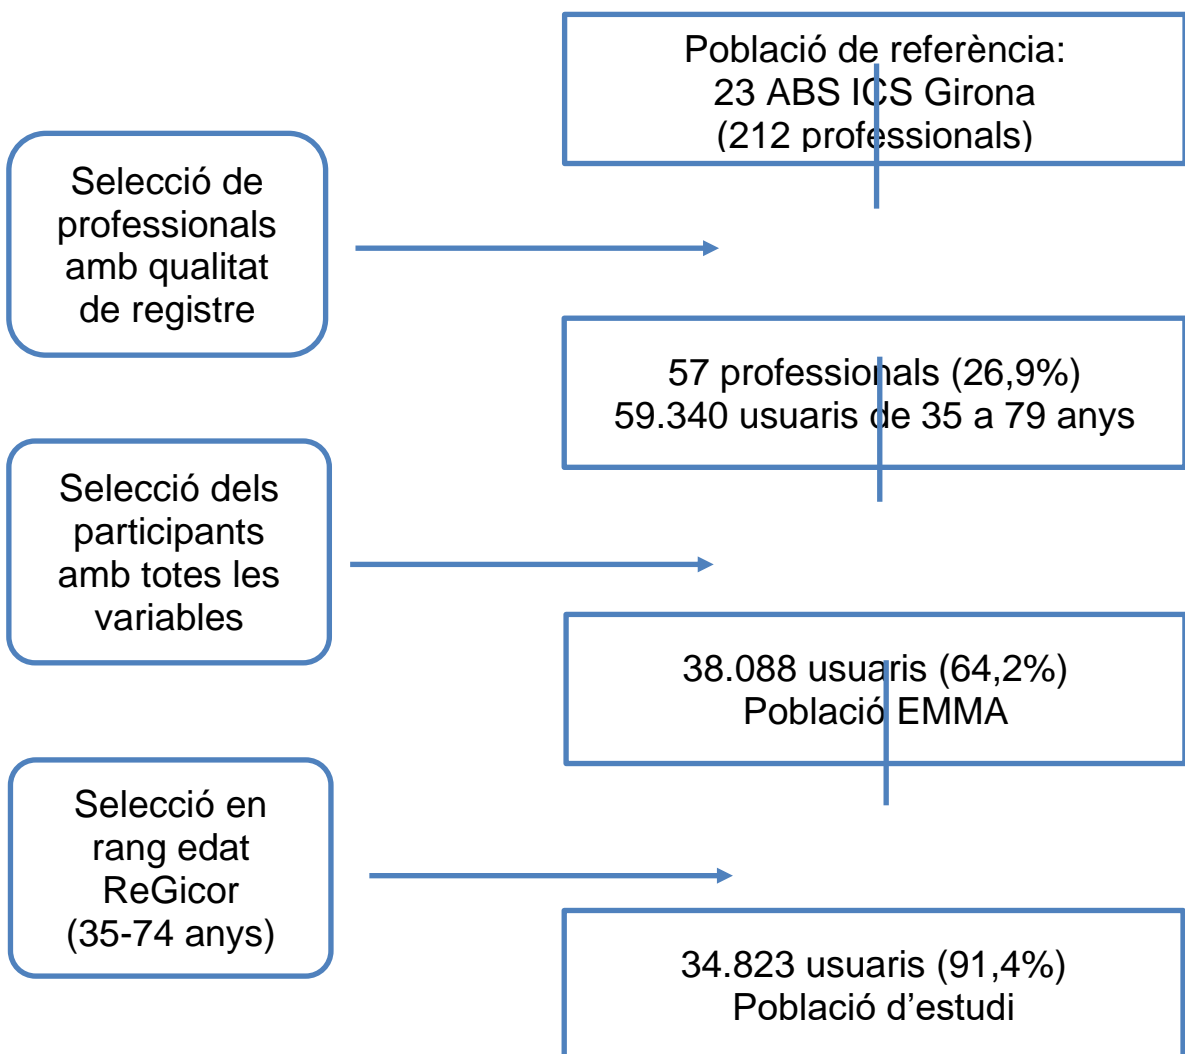 Població de referència:
23 ABS ICS Girona
(212 professionals)
Selecció de
professionals
amb qualitat
de registre
57 professionals (26,9%)
59.340 usuaris de 35 a 79 anys
Selecció dels
participants
amb totes les
variables
38.088 usuaris (64,2%)
Població EMMA
Selecció en
rang edat
ReGicor
(35-74 anys)
34.823 usuaris (91,4%)
Població d’estudi